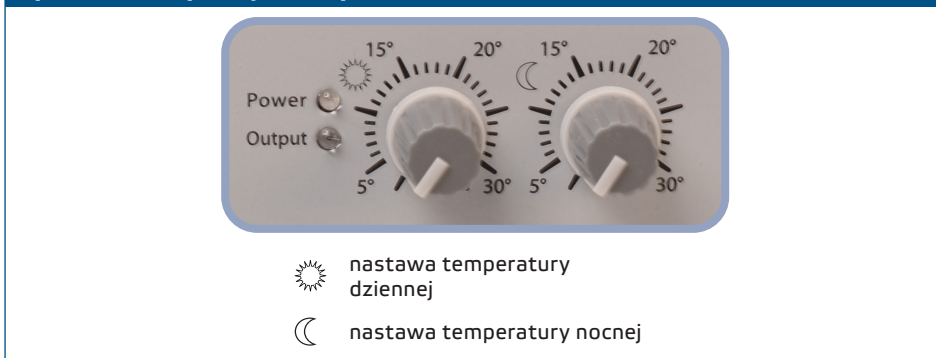 15° 20° 15° 20°
Power
Output
5° 30° 5° 30°
nastawa temperatury
dziennej
nastawa temperatury nocnej